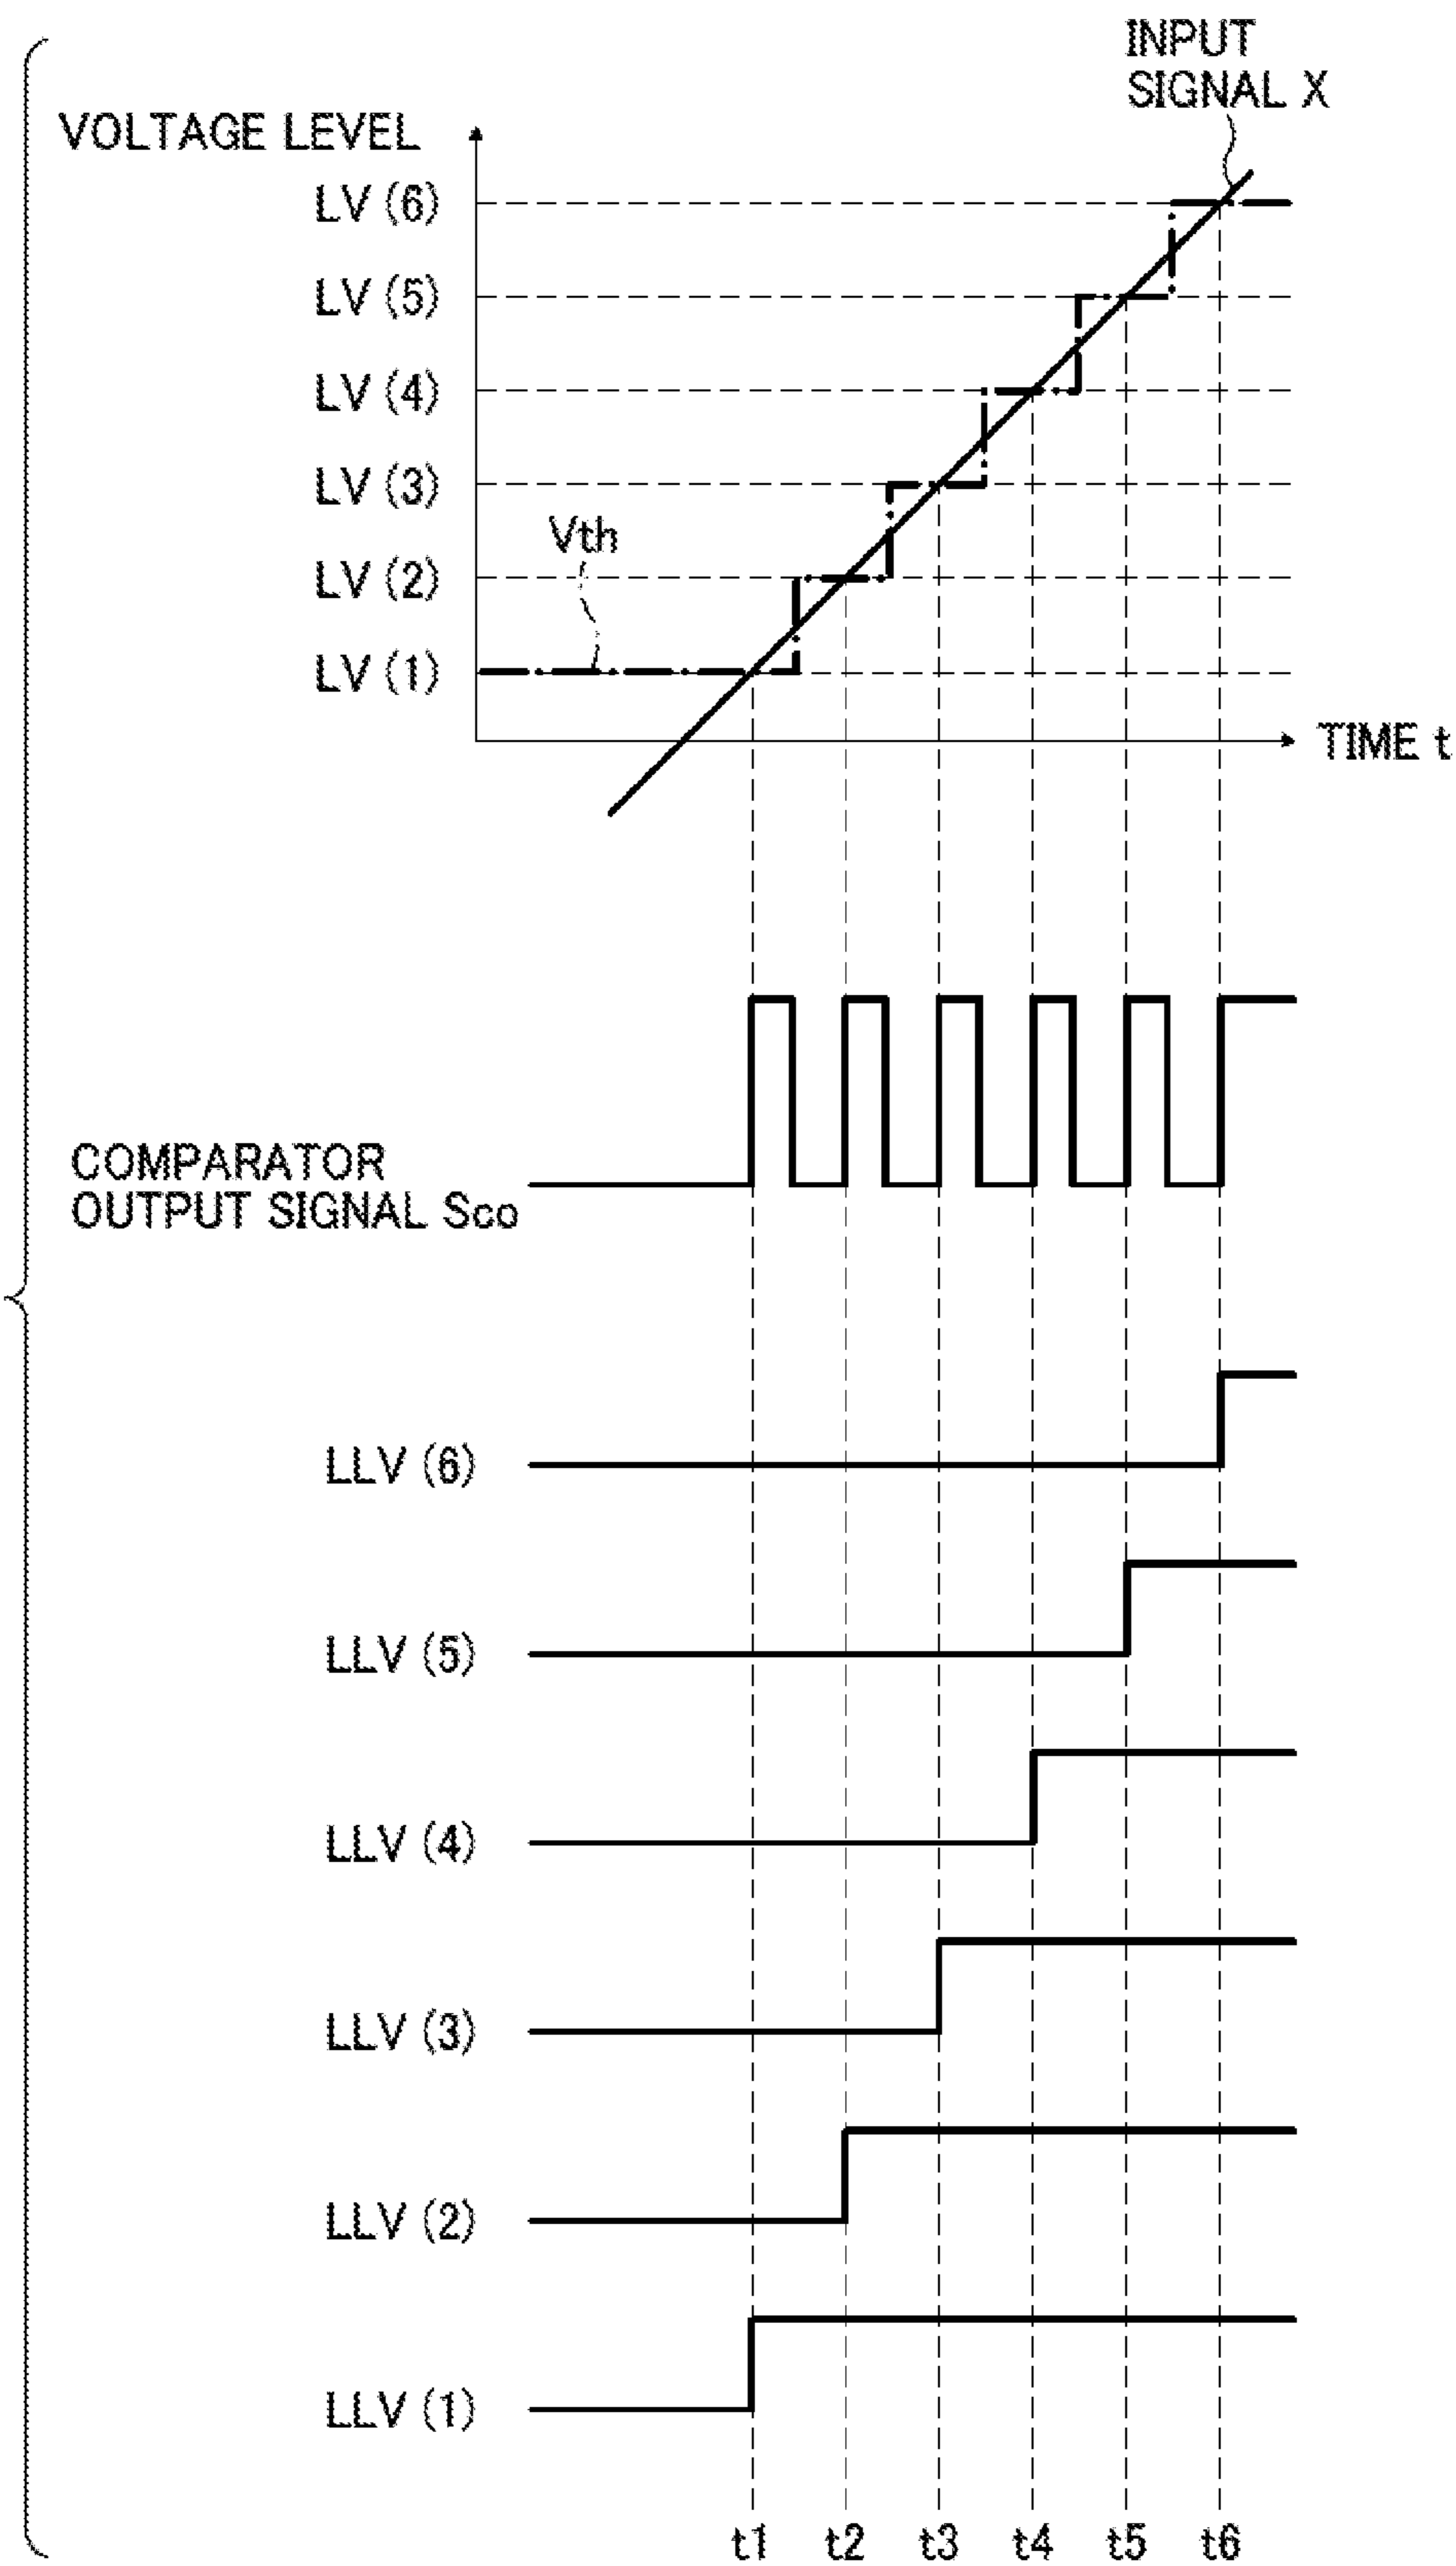 INPUT
SIGNAL X
VOLTAGE LEVEL
LV (6)
LV (5)
LV (4)
LV (3)
Vth
LV (2)
LV (1)
TIME t
COMPARATOR
OUTPUT SIGNAL Sco
LLV (6)
LLV (5)
LLV (4)
LLV (3)
LLV (2)
LLV (1)
t1 t2 t3 t4 t5 t6